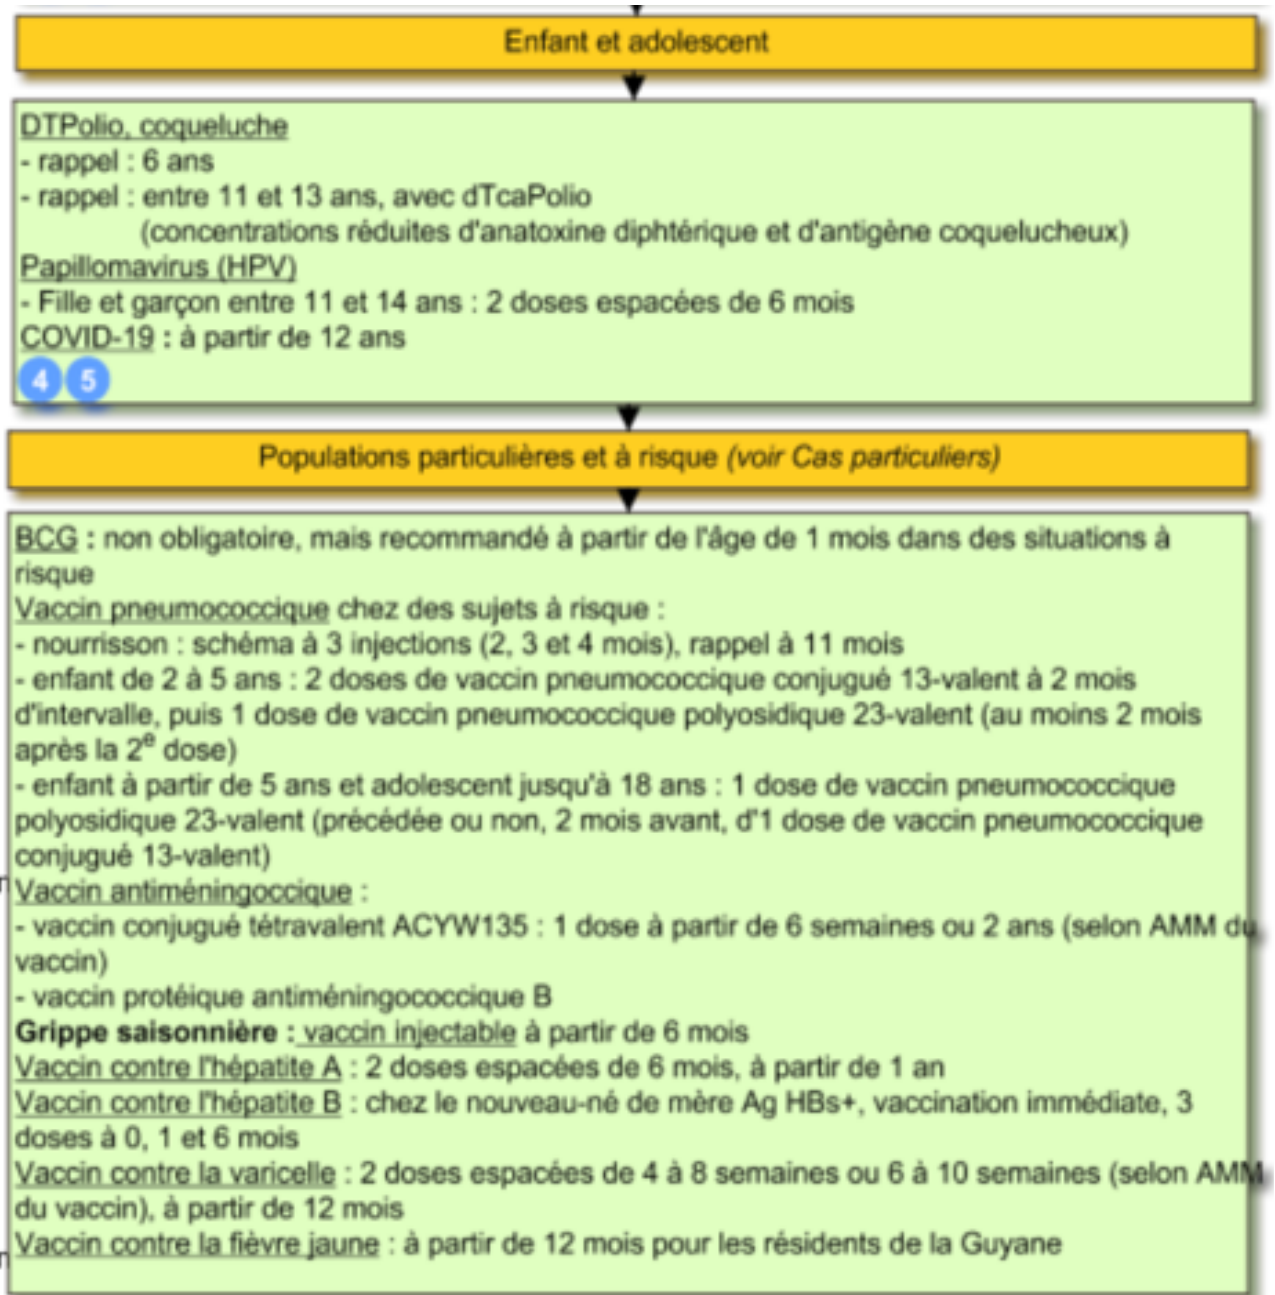 Enfant et adolescent
DTPolio, coqueluche
- rappel : 6 ans
- rappel : entre 11 et 13 ans, avec dTcaPolio
(concentrations réduites d'anatoxine diphtérique et d'antigène coquelucheux)
Papillomavirus (HPV)
- Fille et garçon entre 11 et 14 ans : 2 doses espacées de 6 mois
COVID-19 : à partir de 12 ans
4 5
Populations particulières et à risque (voir Cas particuliers)
BCG : non obligatoire, mais recommandé à partir de l'âge de 1 mois dans des situations à
risque
Vaccin pneumococcique chez des sujets à risque :
- nourrisson : schéma à 3 injections (2, 3 et 4 mois), rappel à 11 mois
- enfant de 2 à 5 ans : 2 doses de vaccin pneumococcique conjugué 13-valent à 2 mois
d'intervalle, puis 1 dose de vaccin pneumococcique polyosidique 23-valent (au moins 2 mois
après la 2e dose)
- enfant à partir de 5 ans et adolescent jusqu'à 18 ans : 1 dose de vaccin pneumococcique
polyosidique 23-valent (précédée ou non, 2 mois avant, d'1 dose de vaccin pneumococcique
conjugué 13-valent)
Vaccin antiméningoccique :
- vaccin conjugué tétravalent ACYW135 : 1 dose à partir de 6 semaines ou 2 ans (selon AMM du
vaccin)
- vaccin protéique antiméningococcique B
Grippe saisonnière : vaccin injectable à partir de 6 mois
Vaccin contre l'hépatite A : 2 doses espacées de 6 mois, à partir de 1 an
Vaccin contre l'hépatite B : chez le nouveau-né de mère Ag HBs+, vaccination immédiate, 3
doses à 0, 1 et 6 mois
Vaccin contre la varicelle : 2 doses espacées de 4 à 8 semaines ou 6 à 10 semaines (selon AMM
du vaccin), à partir de 12 mois
Vaccin contre la fièvre jaune : à partir de 12 mois pour les résidents de la Guyane